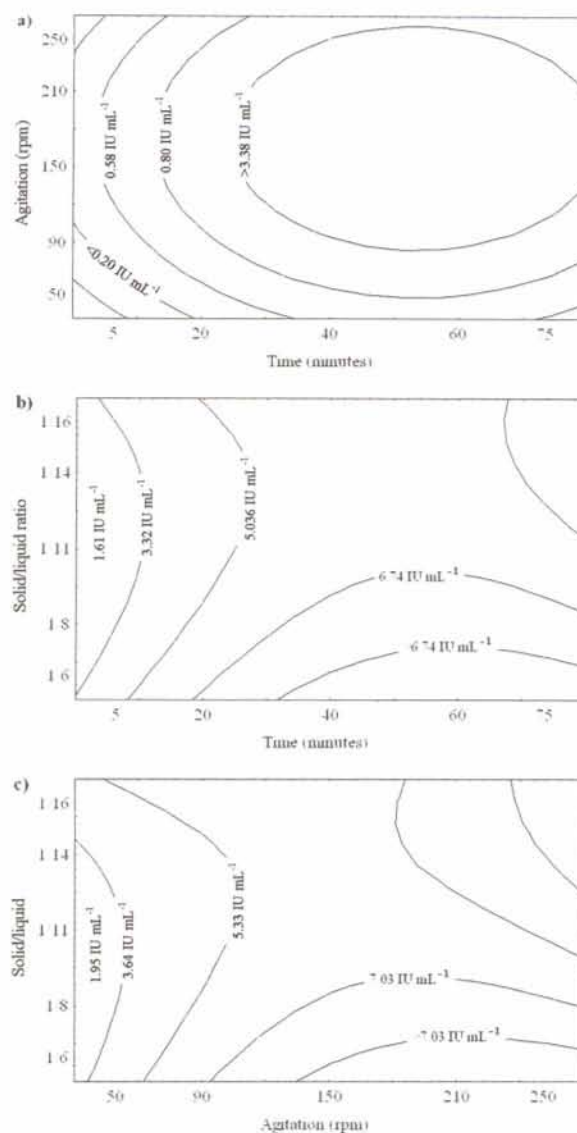 a)
250
210
150
90
50
Agitation (rpm)
0.58 IU mL⁻¹
0.80 IU mL⁻¹
>3.38 IU mL⁻¹
<0.20 IU mL⁻¹
5 20 40 60 75
Time (minutes)
b)
1 16
1 14
1 11
1 8
1 6
Solid/liquid ratio
1.61 IU mL⁻¹
3.32 IU mL⁻¹
5.036 IU mL⁻¹
6.74 IU mL⁻¹
6.74 IU mL⁻¹
5 20 40 60 75
Time (minutes)
c)
1 16
1 14
1 11
1 8
1 6
Solid/liquid
1.95 IU mL⁻¹
3.64 IU mL⁻¹
5.33 IU mL⁻¹
7.03 IU mL⁻¹
7.03 IU mL⁻¹
50 90 150 210 250
Agitation (rpm)